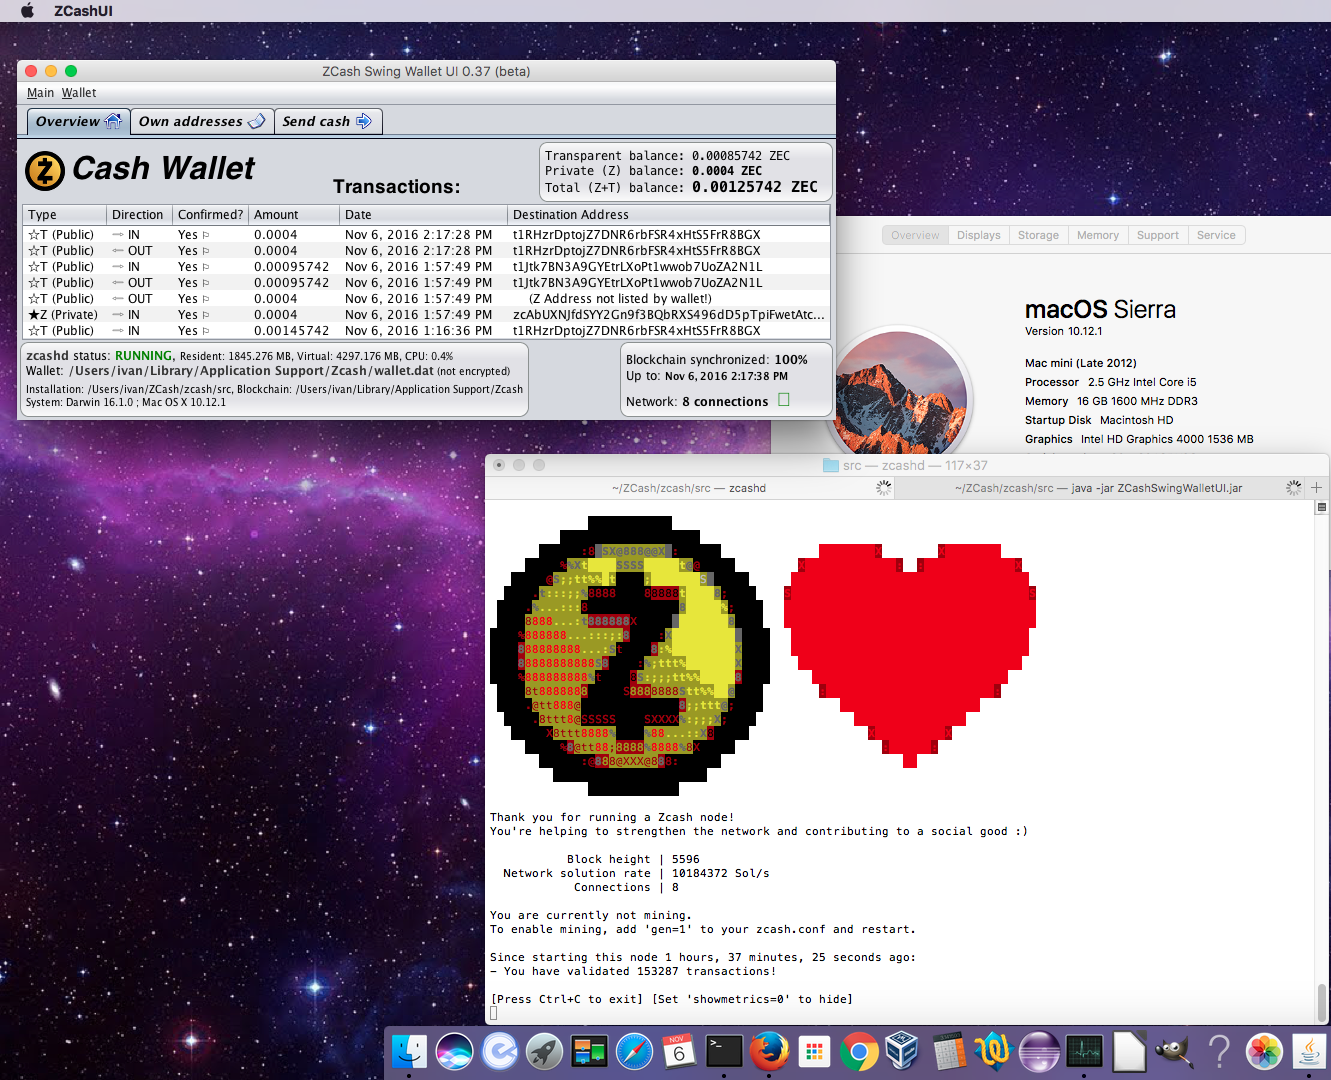 ZCashUI
ZCash Swing Wallet UI 0.37 (beta)
Main Wallet
Overview Own addresses Send cash
Cash Wallet
Transactions:
Transparent balance: 0.00085742 ZEC
Private (Z) balance: 0.0004 ZEC
Total (Z+T) balance: 0.00125742 ZEC
Type Direction Confirmed? Amount Date Destination Address
☆T (Public) ⇨ IN Yes ⚐ 0.0004 Nov 6, 2016 2:17:28 PM t1RHzrDptojZ7DNR6rbFSR4xHtS5FrR8BGX
☆T (Public) ⇦ OUT Yes ⚐ 0.0004 Nov 6, 2016 2:17:28 PM t1RHzrDptojZ7DNR6rbFSR4xHtS5FrR8BGX
☆T (Public) ⇨ IN Yes ⚐ 0.00095742 Nov 6, 2016 1:57:49 PM t1Jtk7BN3A9GYEtrLXoPt1wwob7UoZA2N1L
☆T (Public) ⇦ OUT Yes ⚐ 0.00095742 Nov 6, 2016 1:57:49 PM t1Jtk7BN3A9GYEtrLXoPt1wwob7UoZA2N1L
☆T (Public) ⇦ OUT Yes ⚐ 0.0004 Nov 6, 2016 1:57:49 PM (Z Address not listed by wallet!)
★Z (Private) ⇨ IN Yes ⚐ 0.0004 Nov 6, 2016 1:57:49 PM zcAbUXNJfdSYY2Gn9f3BQbRXS496dD5pTpiFwetAtc...
☆T (Public) ⇨ IN Yes ⚐ 0.00145742 Nov 6, 2016 1:16:36 PM t1RHzrDptojZ7DNR6rbFSR4xHtS5FrR8BGX
zcashd status: RUNNING, Resident: 1845.276 MB, Virtual: 4297.176 MB, CPU: 0.4%
Wallet: /Users/ivan/Library/Application Support/Zcash/wallet.dat (not encrypted)
Installation: /Users/ivan/ZCash/zcash/src, Blockchain: /Users/ivan/Library/Application Support/Zcash
System: Darwin 16.1.0 ; Mac OS X 10.12.1
Blockchain synchronized: 100%
Up to: Nov 6, 2016 2:17:38 PM
Network: 8 connections
Overview Displays Storage Memory Support Service
macOS Sierra
Version 10.12.1
Mac mini (Late 2012)
Processor 2.5 GHz Intel Core i5
Memory 16 GB 1600 MHz DDR3
Startup Disk Macintosh HD
Graphics Intel HD Graphics 4000 1536 MB
src — zcashd — 117×37
~/ZCash/zcash/src — zcashd
~/ZCash/zcash/src — java -jar ZCashSwingWalletUI.jar
Thank you for running a Zcash node!
You're helping to strengthen the network and contributing to a social good :)
Block height | 5596
Network solution rate | 10184372 Sol/s
Connections | 8
You are currently not mining.
To enable mining, add 'gen=1' to your zcash.conf and restart.
Since starting this node 1 hours, 37 minutes, 25 seconds ago:
- You have validated 153287 transactions!
[Press Ctrl+C to exit] [Set 'showmetrics=0' to hide]
NOV
6